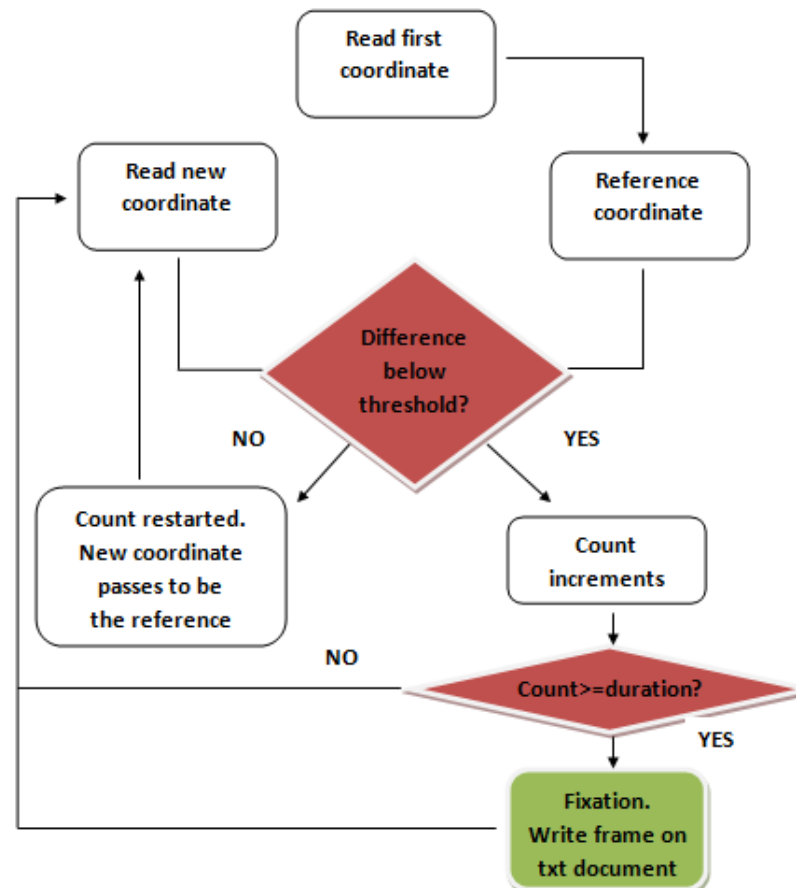 Read first
coordinate
Read new
coordinate
Reference
coordinate
Difference
below
threshold?
NO
YES
Count restarted.
New coordinate
passes to be
the reference
Count
increments
NO
Count>=duration?
YES
Fixation.
Write frame on
txt document